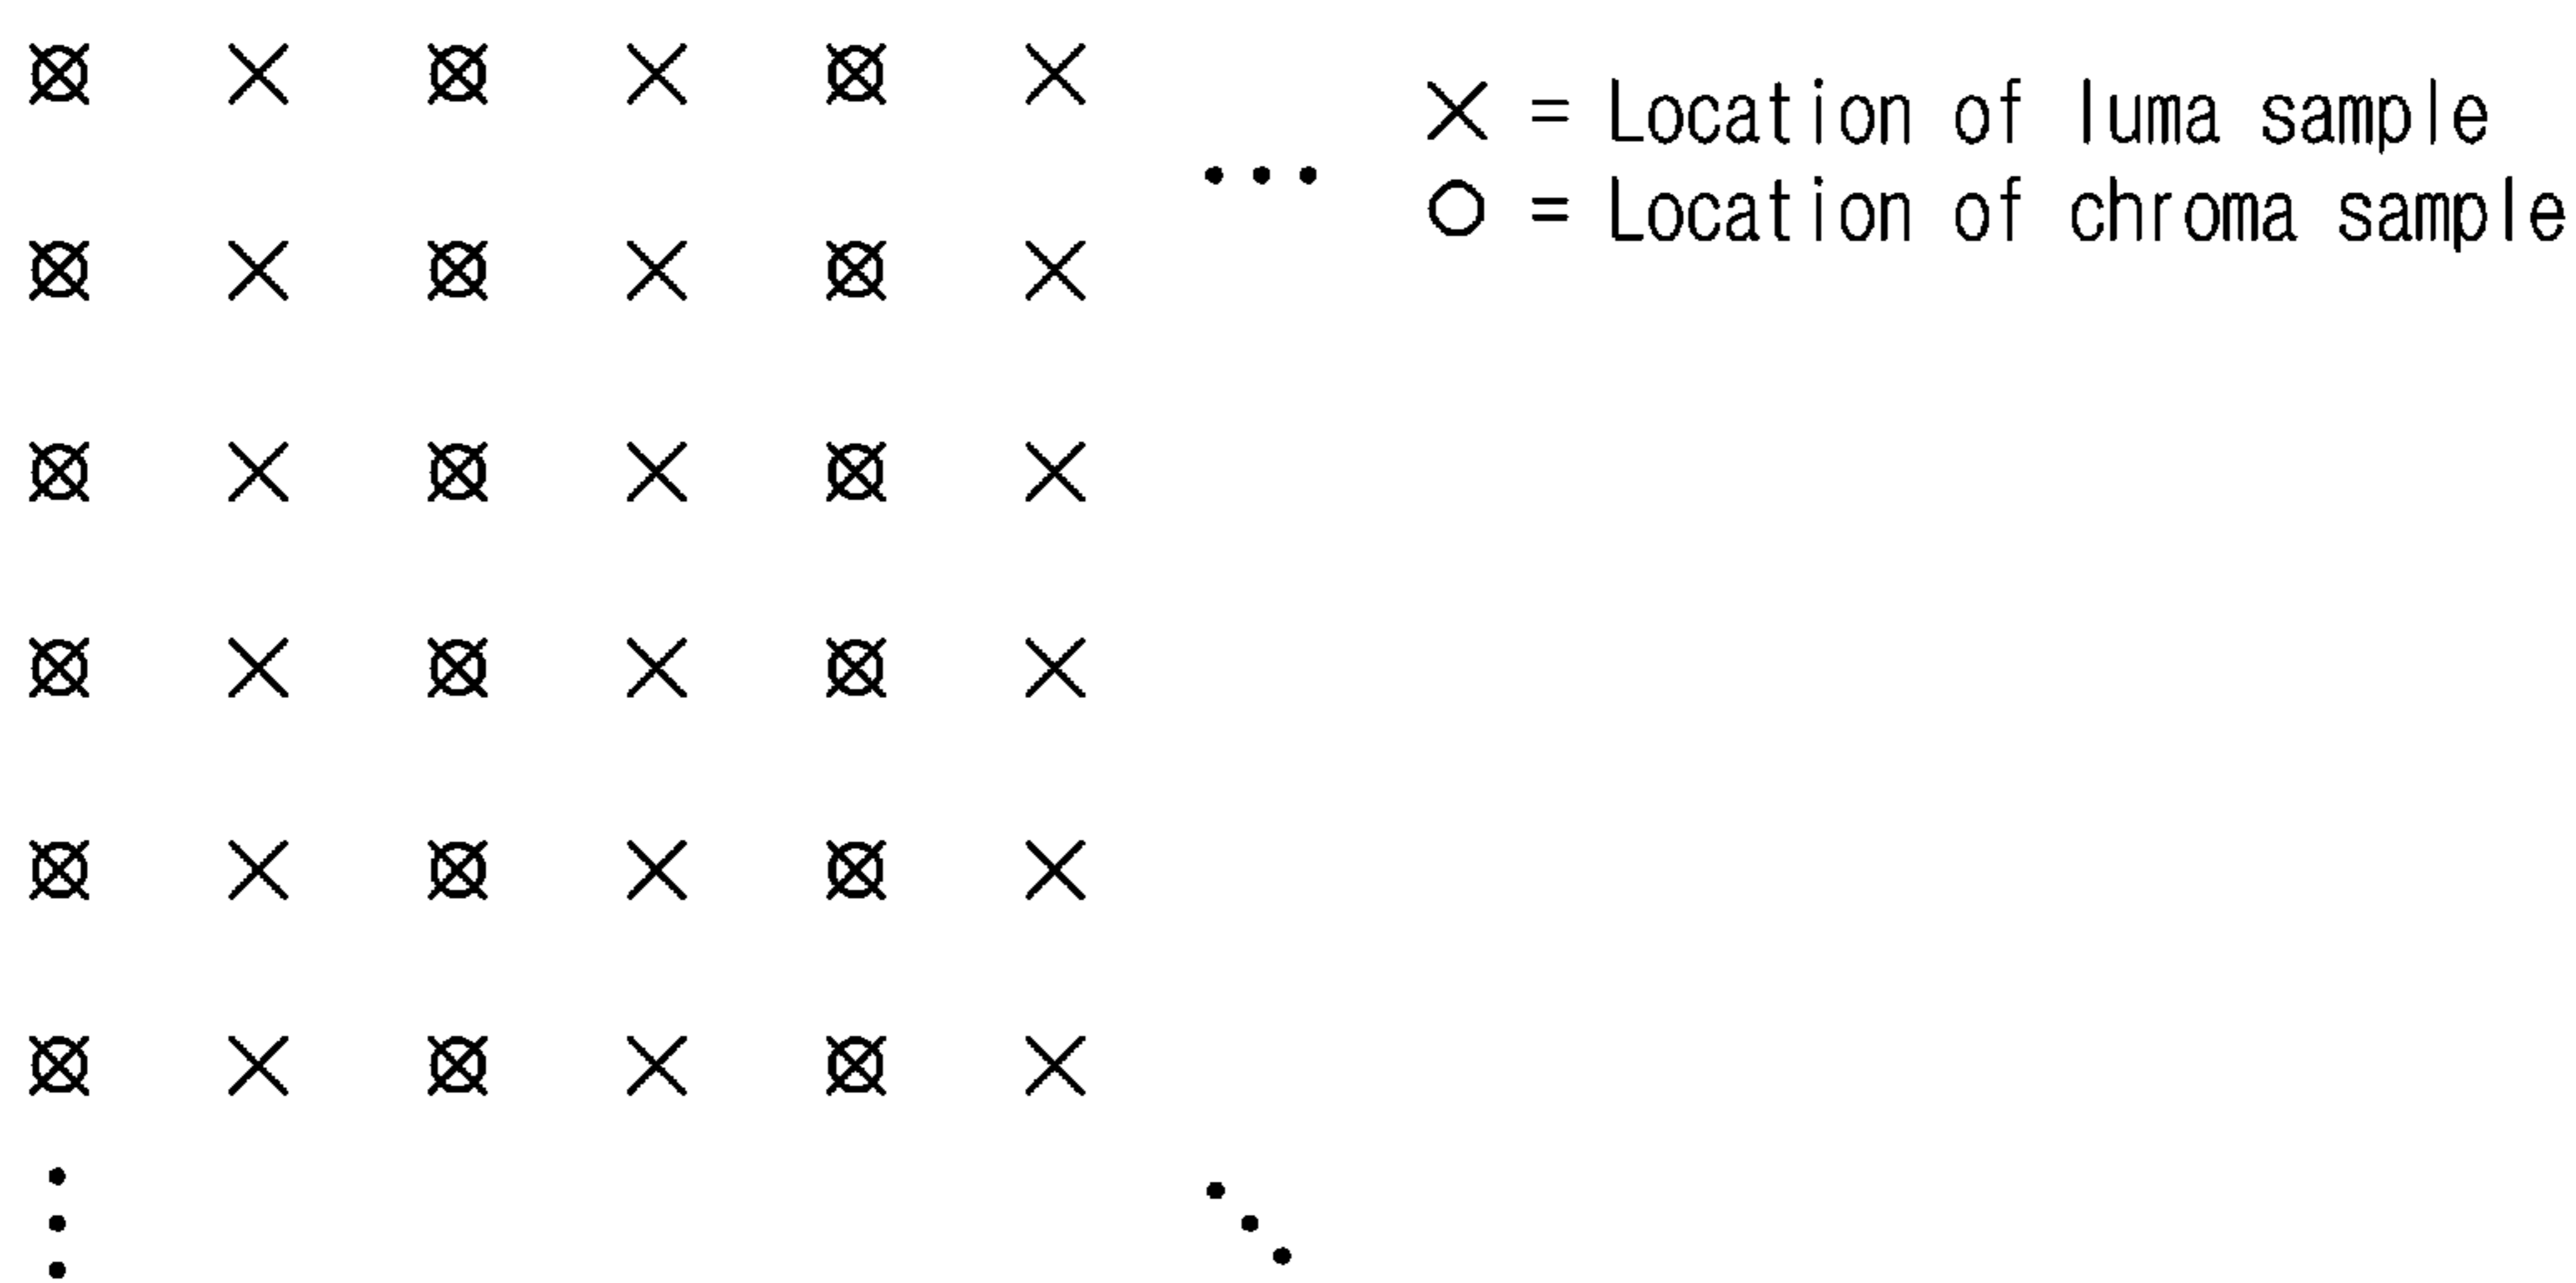 × = Location of luma sample
○ = Location of chroma sample